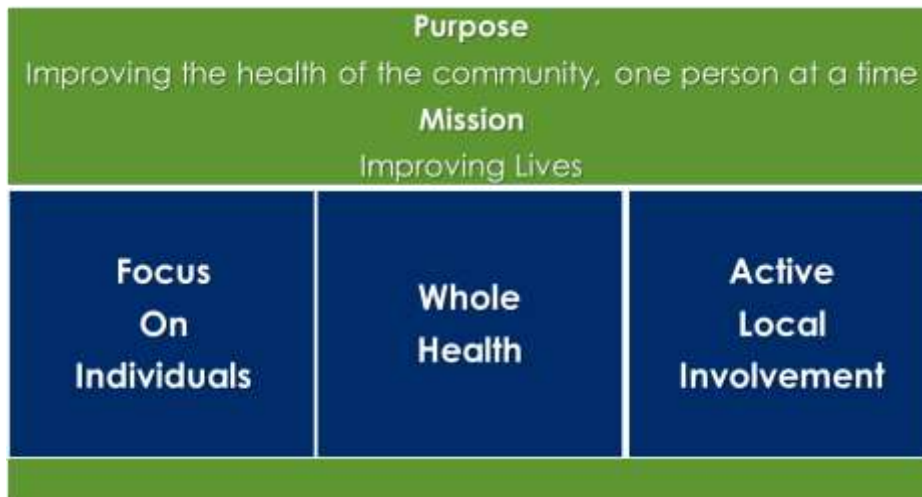 Purpose
Improving the health of the community, one person at a time
Mission
Improving Lives
Focus
On
Individuals
Whole
Health
Active
Local
Involvement